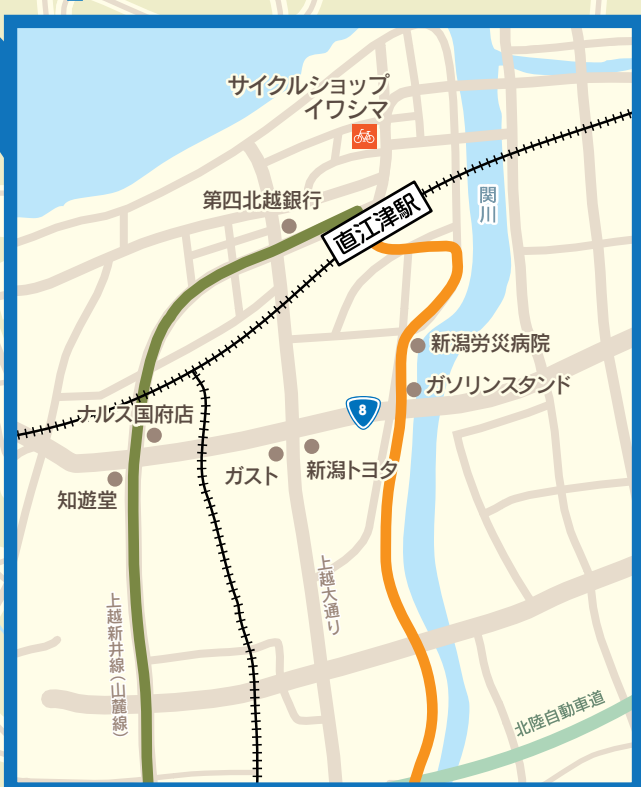 サイクルショップ
イワシマ
第四北越銀行
直江津駅
関川
新潟労災病院
ガソリンスタンド
8
ナルス国府店
ガスト
新潟トヨタ
知遊堂
上越大通り
上越新井線(山麓線)
北陸自動車道